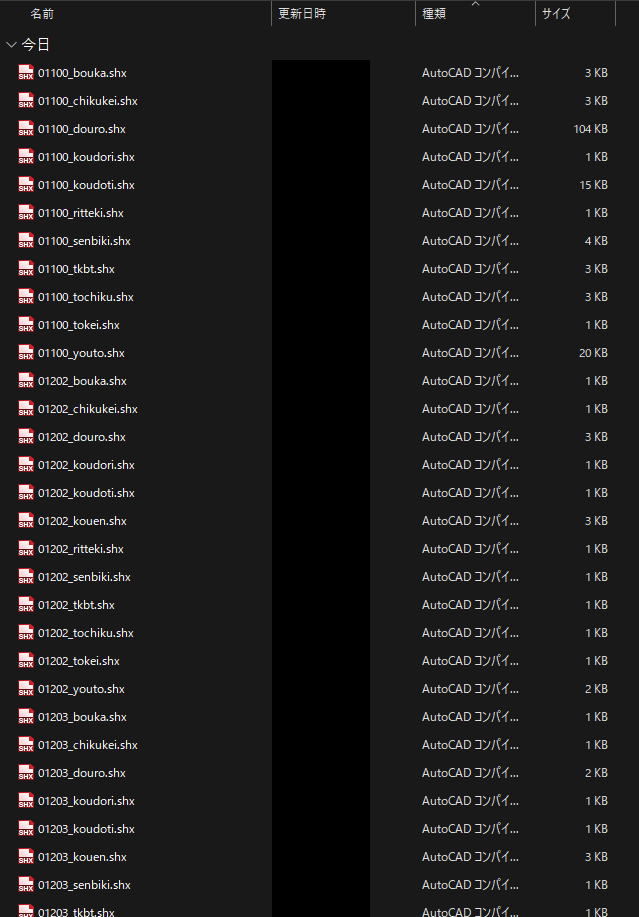 名前 更新日時 種類 サイズ
今日
01100_bouka.shx AutoCAD コンパイ... 3 KB
01100_chikukei.shx AutoCAD コンパイ... 3 KB
01100_douro.shx AutoCAD コンパイ... 104 KB
01100_koudori.shx AutoCAD コンパイ... 1 KB
01100_koudoti.shx AutoCAD コンパイ... 15 KB
01100_ritteki.shx AutoCAD コンパイ... 1 KB
01100_senbiki.shx AutoCAD コンパイ... 4 KB
01100_tkbt.shx AutoCAD コンパイ... 3 KB
01100_tochiku.shx AutoCAD コンパイ... 3 KB
01100_tokei.shx AutoCAD コンパイ... 1 KB
01100_youto.shx AutoCAD コンパイ... 20 KB
01202_bouka.shx AutoCAD コンパイ... 1 KB
01202_chikukei.shx AutoCAD コンパイ... 1 KB
01202_douro.shx AutoCAD コンパイ... 3 KB
01202_koudori.shx AutoCAD コンパイ... 1 KB
01202_koudoti.shx AutoCAD コンパイ... 1 KB
01202_kouen.shx AutoCAD コンパイ... 3 KB
01202_ritteki.shx AutoCAD コンパイ... 1 KB
01202_senbiki.shx AutoCAD コンパイ... 1 KB
01202_tkbt.shx AutoCAD コンパイ... 1 KB
01202_tochiku.shx AutoCAD コンパイ... 1 KB
01202_tokei.shx AutoCAD コンパイ... 1 KB
01202_youto.shx AutoCAD コンパイ... 2 KB
01203_bouka.shx AutoCAD コンパイ... 1 KB
01203_chikukei.shx AutoCAD コンパイ... 1 KB
01203_douro.shx AutoCAD コンパイ... 2 KB
01203_koudori.shx AutoCAD コンパイ... 1 KB
01203_koudoti.shx AutoCAD コンパイ... 1 KB
01203_kouen.shx AutoCAD コンパイ... 3 KB
01203_senbiki.shx AutoCAD コンパイ... 1 KB
01203_tkbt.shx AutoCAD コンパイ... 1 KB